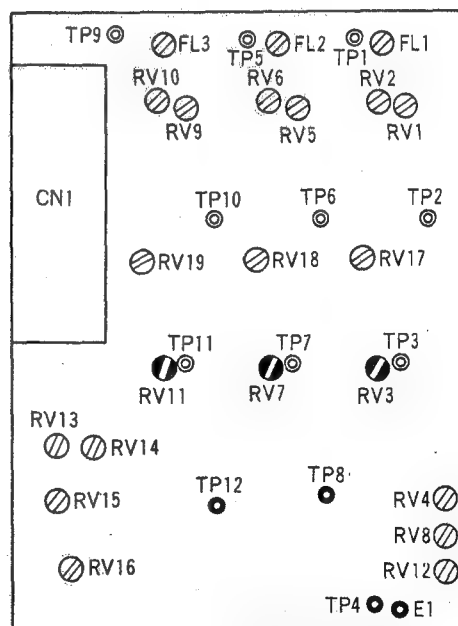 TP9
FL3
TP5
FL2
TP1
FL1
RV10
RV6
RV2
RV9
RV5
RV1
CN1
TP10
TP6
TP2
RV19
RV18
RV17
TP11
TP7
TP3
RV11
RV7
RV3
RV13
RV14
TP8
RV15
TP12
RV4
RV8
RV16
RV12
TP4
E1